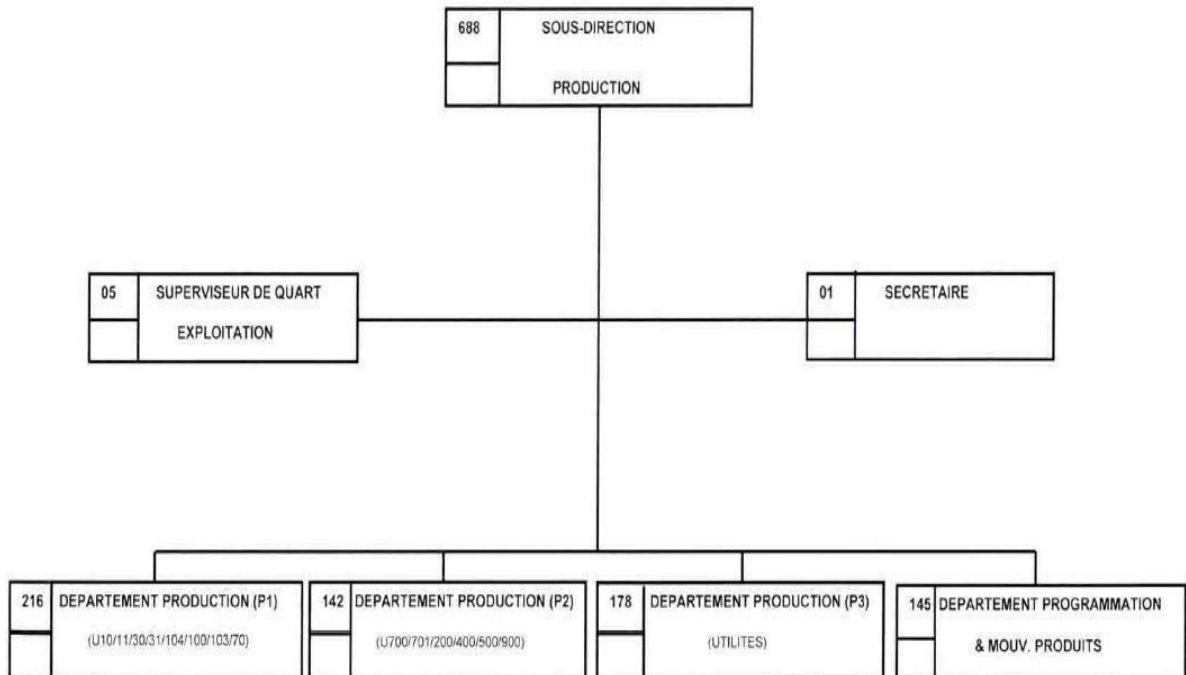 688 SOUS-DIRECTION
PRODUCTION
05 SUPERVISEUR DE QUART
EXPLOITATION
01 SECRETAIRE
216 DEPARTEMENT PRODUCTION (P1)
(U10/11/30/31/104/100/103/70)
142 DEPARTEMENT PRODUCTION (P2)
(U700/701/200/400/500/900)
178 DEPARTEMENT PRODUCTION (P3)
(UTILITES)
145 DEPARTEMENT PROGRAMMATION
& MOUV. PRODUITS